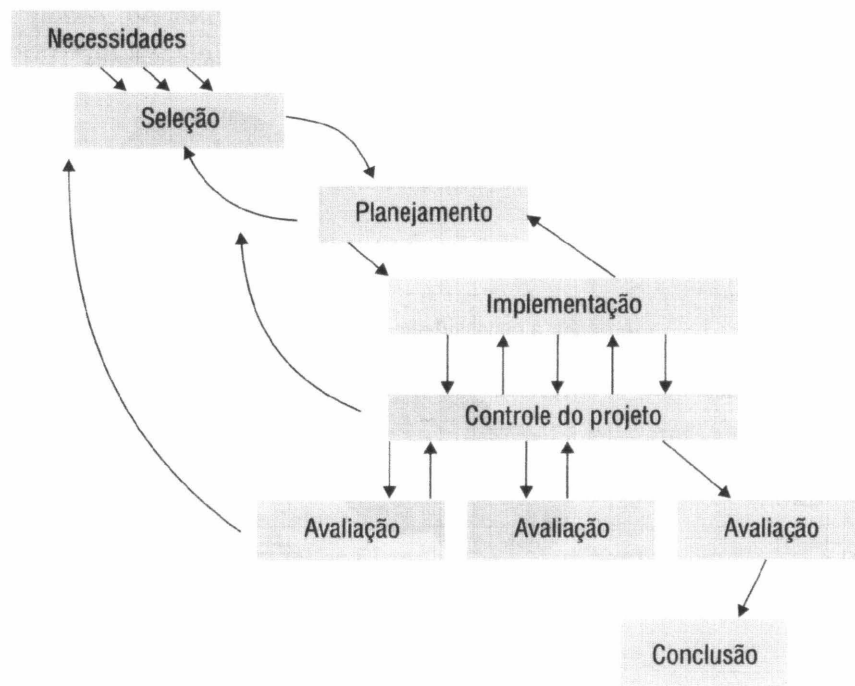 Necessidades
Seleção
Planejamento
Implementação
Controle do projeto
Avaliação
Avaliação
Avaliação
Conclusão